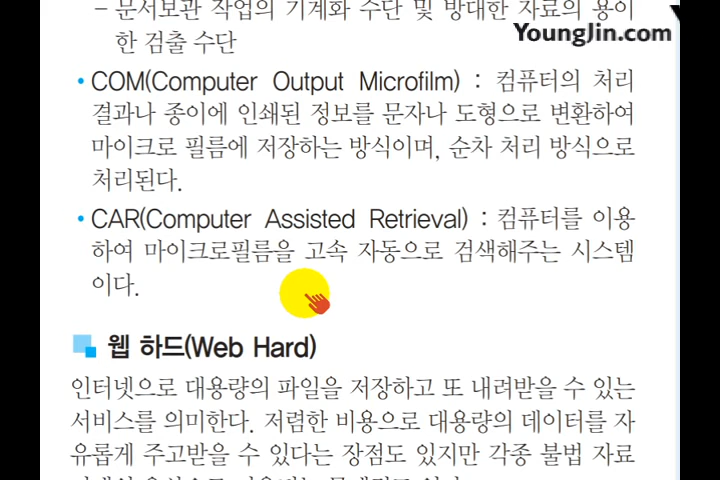 – 문서보관 작업의 기계화 수단 및 방대한 자료의 용이
YoungJin.com
한 검출 수단
• COM(Computer Output Microfilm) : 컴퓨터의 처리
결과나 종이에 인쇄된 정보를 문자나 도형으로 변환하여
마이크로 필름에 저장하는 방식이며, 순차 처리 방식으로
처리된다.
• CAR(Computer Assisted Retrieval) : 컴퓨터를 이용
하여 마이크로필름을 고속 자동으로 검색해주는 시스템
이다.
웹 하드(Web Hard)
인터넷으로 대용량의 파일을 저장하고 또 내려받을 수 있는
서비스를 의미한다. 저렴한 비용으로 대용량의 데이터를 자
유롭게 주고받을 수 있다는 장점도 있지만 각종 불법 자료